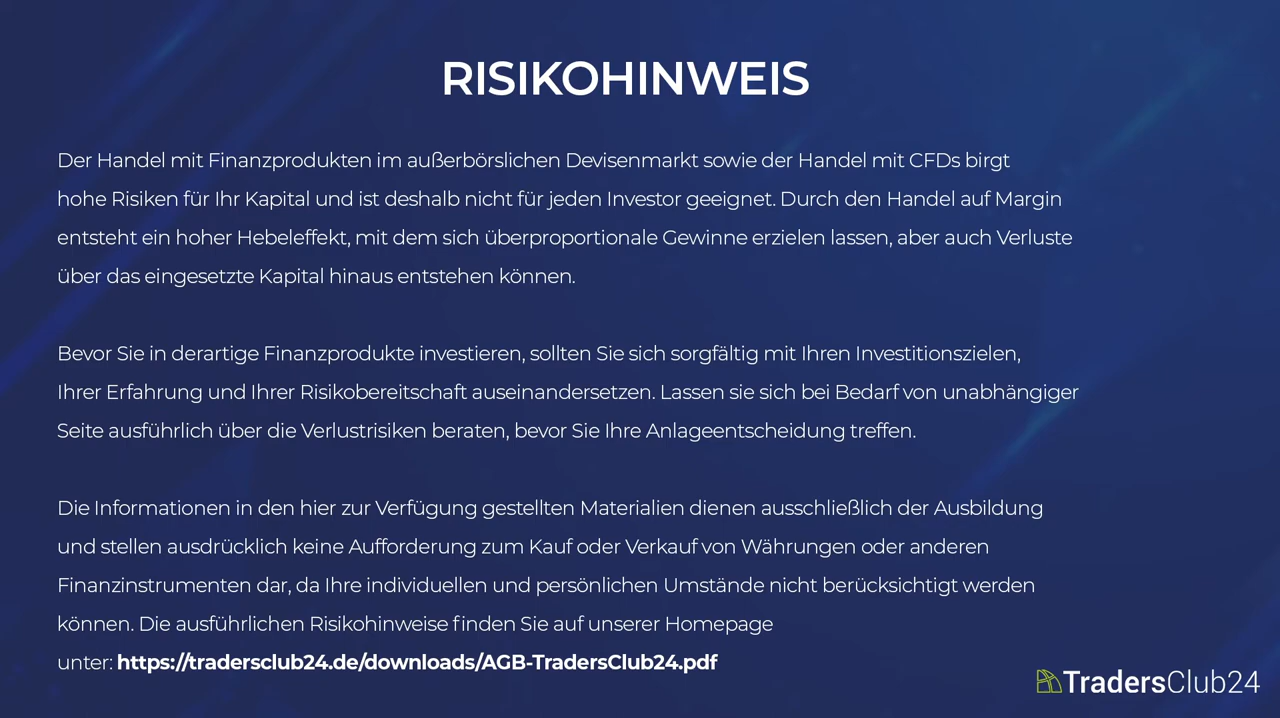 RISIKOHINWEIS
Der Handel mit Finanzprodukten im außerbörslichen Devisenmarkt sowie der Handel mit CFDs birgt
hohe Risiken für Ihr Kapital und ist deshalb nicht für jeden Investor geeignet. Durch den Handel auf Margin
entsteht ein hoher Hebeleffekt, mit dem sich überproportionale Gewinne erzielen lassen, aber auch Verluste
über das eingesetzte Kapital hinaus entstehen können.
Bevor Sie in derartige Finanzprodukte investieren, sollten Sie sich sorgfältig mit Ihren Investitionszielen,
Ihrer Erfahrung und Ihrer Risikobereitschaft auseinandersetzen. Lassen sie sich bei Bedarf von unabhängiger
Seite ausführlich über die Verlustrisiken beraten, bevor Sie Ihre Anlageentscheidung treffen.
Die Informationen in den hier zur Verfügung gestellten Materialien dienen ausschließlich der Ausbildung
und stellen ausdrücklich keine Aufforderung zum Kauf oder Verkauf von Währungen oder anderen
Finanzinstrumenten dar, da Ihre individuellen und persönlichen Umstände nicht berücksichtigt werden
können. Die ausführlichen Risikohinweise finden Sie auf unserer Homepage
unter: https://tradersclub24.de/downloads/AGB-TradersClub24.pdf
TradersClub24